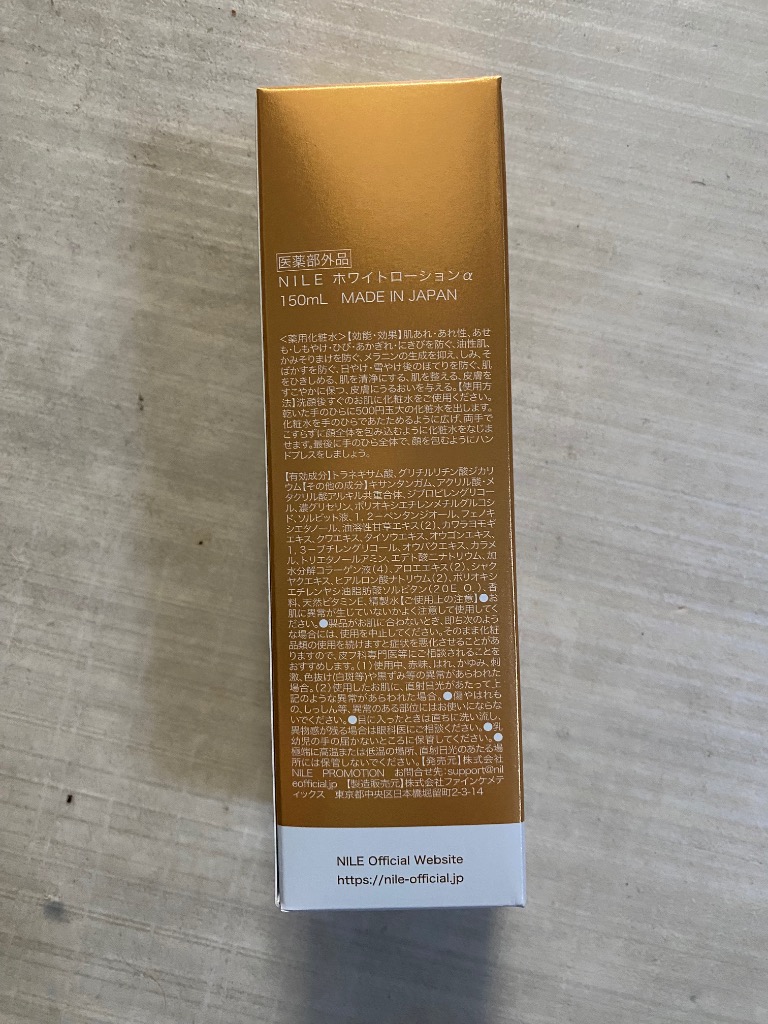 医薬部外品
NILE ホワイトローションα
150mL MADE IN JAPAN
<薬用化粧水>【効能・効果】肌あれ・あれ性、あせ
も・しもやけ・ひび・あかぎれ・にきびを防ぐ、油性肌、
かみそりまけを防ぐ、メラニンの生成を抑え、しみ、そ
ばかすを防ぐ、日やけ・雪やけ後のほてりを防ぐ、肌
をひきしめる、肌を清浄にする、肌を整える、皮膚を
すこやかに保つ、皮膚にうるおいを与える。【使用方
法】洗顔後すぐのお肌に化粧水をご使用ください。
乾いた手のひらに500円玉大の化粧水を出します。
化粧水を手のひらであたためるように広げ、両手で
こすらずに顔全体を包み込むように化粧水をなじま
せます。最後に手のひら全体で、顔を包むようにハン
ドプレスをしましょう。
【有効成分】トラネキサム酸、グリチルリチン酸ジカリ
ウム【その他の成分】キサンタンガム、アクリル酸・メ
タクリル酸アルキル共重合体、ジプロピレングリコー
ル、濃グリセリン、ポリオキシエチレンメチルグルコシ
ド、ソルビット液、1，2－ペンタンジオール、フェノキ
シエタノール、油溶性甘草エキス(2)、カワラヨモギ
エキス、クワエキス、タイソウエキス、オウゴンエキス、
1，3－ブチレングリコール、オウバクエキス、カラメ
ル、トリエタノールアミン、エデト酸二ナトリウム、加
水分解コラーゲン液(4)、アロエエキス(2)、シャク
ヤクエキス、ヒアルロン酸ナトリウム(2)、ポリオキシ
エチレンヤシ油脂肪酸ソルビタン(20E．O．)、香
料、天然ビタミンE、精製水【ご使用上の注意】●お
肌に異常が生じていないかよく注意して使用してく
ださい。●製品がお肌に合わないとき、即ち次のよう
な場合には、使用を中止してください。そのまま化粧
品類の使用を続けますと症状を悪化させることがあ
りますので、皮フ科専門医等にご相談されることを
おすすめします。(1)使用中、赤味、はれ、かゆみ、刺
激、色抜け(白斑等)や黒ずみ等の異常があらわれた
場合。(2)使用したお肌に、直射日光があたって上
記のような異常があらわれた場合。●傷やはれも
の、しっしん等、異常のある部位にはお使いにならな
いでください。●目に入ったときは直ちに洗い流し、
異物感が残る場合は眼科医にご相談ください。●乳
幼児の手の届かないところに保管してください。●
極端に高温または低温の場所、直射日光のあたる場
所には保管しないでください。【発売元】株式会社
NILE PROMOTION お問合せ先：support@nil
eofficial.jp 【製造販売元】株式会社ファインケメテ
ィックス 東京都中央区日本橋堀留町2-3-14
NILE Official Website
https://nile-official.jp